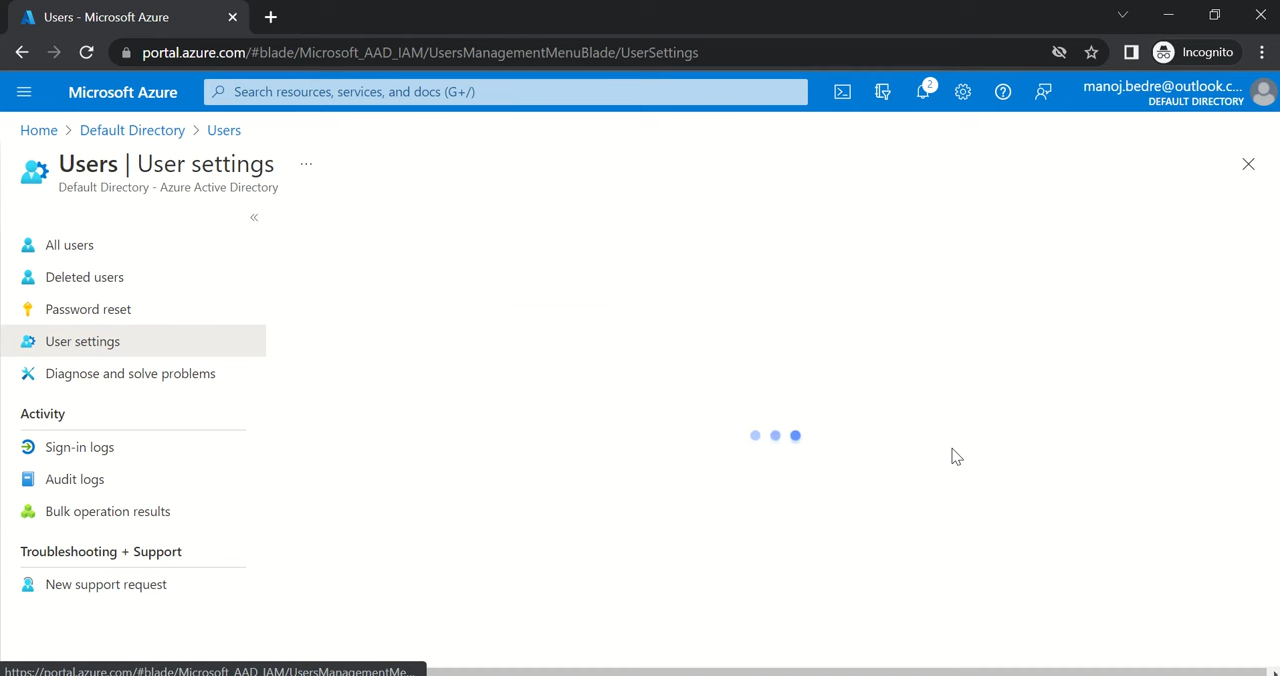 Users - Microsoft Azure
portal.azure.com/#blade/Microsoft_AAD_IAM/UsersManagementMenuBlade/UserSettings
Incognito
Microsoft Azure
Search resources, services, and docs (G+/)
2
manoj.bedre@outlook.c...
DEFAULT DIRECTORY
Home > Default Directory > Users
Users | User settings ...
Default Directory - Azure Active Directory
«
All users
Deleted users
Password reset
User settings
Diagnose and solve problems
Activity
Sign-in logs
Audit logs
Bulk operation results
Troubleshooting + Support
New support request
https://portal.azure.com/#blade/Microsoft_AAD_IAM/UsersManagementMe...